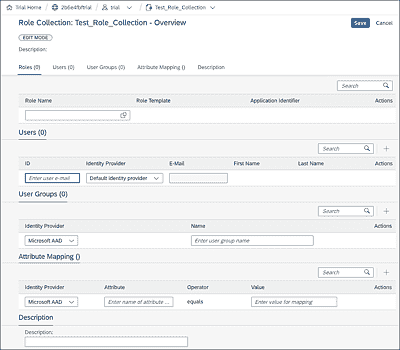 Trial Home / 2b8e4fbftrial / trial / Test_Role_Collection
Role Collection: Test_Role_Collection - Overview
Save Cancel
EDIT MODE
Description:
Roles (0) Users (0) User Groups (0) Attribute Mapping () Description
Search
Role Name Role Template Application Identifier Actions
Users (0)
Search
ID Identity Provider E-Mail First Name Last Name Actions
Enter user e-mail Default identity provider
User Groups (0)
Search
Identity Provider Name Actions
Microsoft AAD Enter user group name
Attribute Mapping ()
Search
Identity Provider Attribute Operator Value Actions
Microsoft AAD Enter name of attribute ... equals Enter value for mapping
Description
Description: